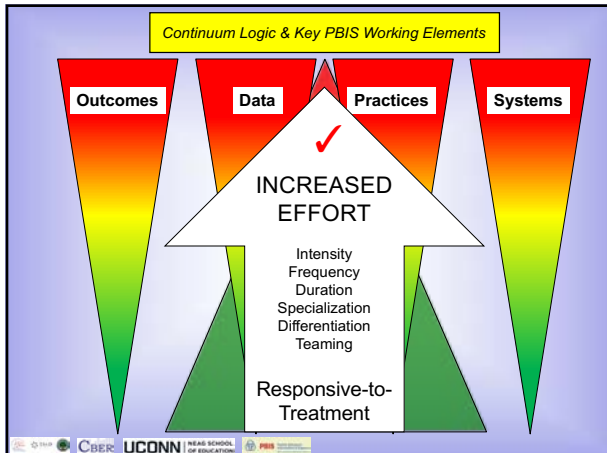 Continuum Logic & Key PBIS Working Elements
Outcomes
Data
Practices
Systems
INCREASED
EFFORT
Intensity
Frequency
Duration
Specialization
Differentiation
Teaming
Responsive-to-
Treatment
CBER
UCONN
NEAG SCHOOL
OF EDUCATION
PBIS